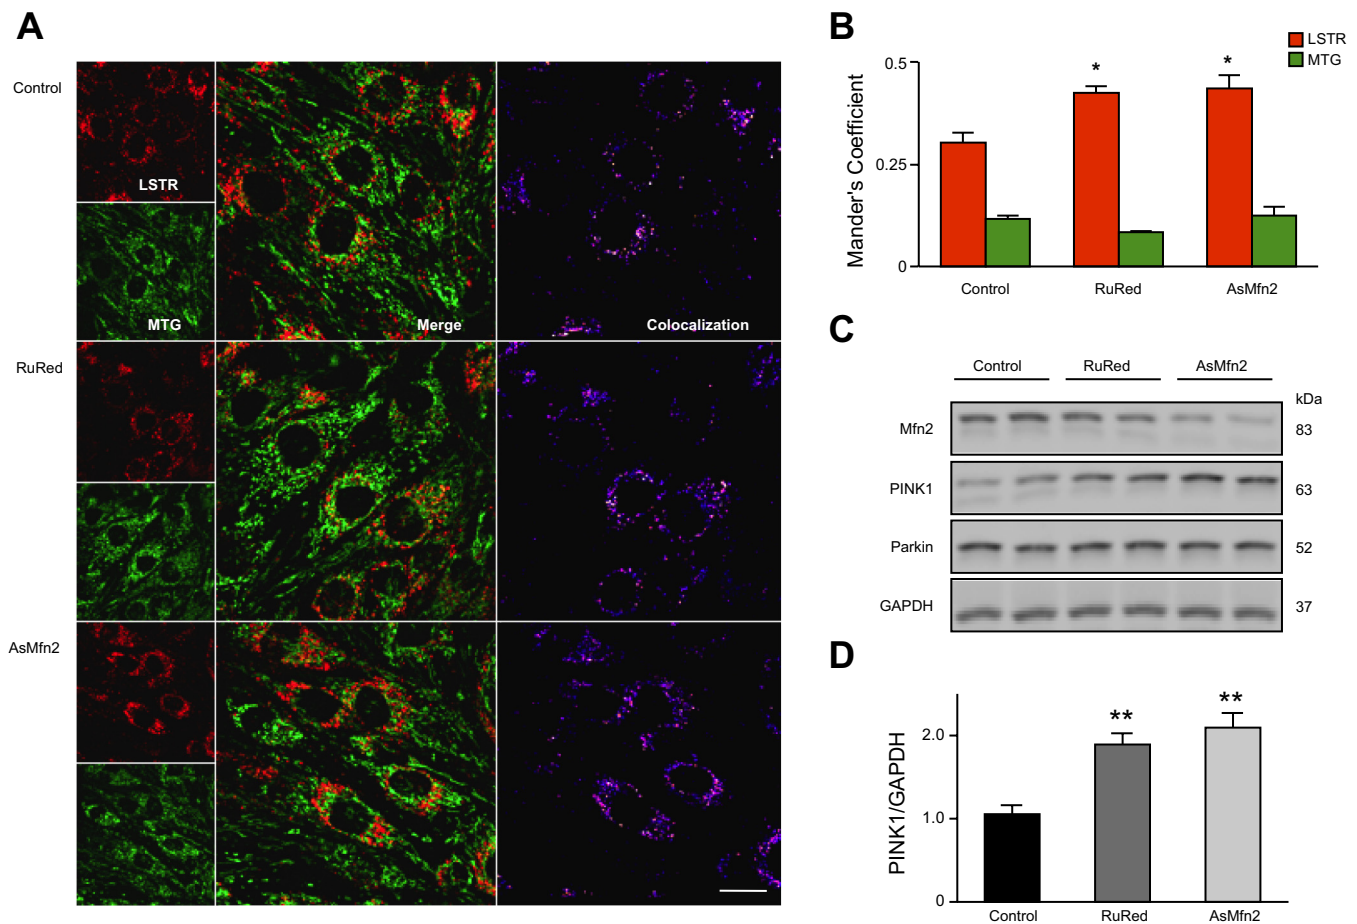 A
Control
LSTR
MTG
Merge
Colocalization
RuRed
AsMfn2
B
LSTR
MTG
Mander's Coefficient
0.5
0.25
0
*
*
Control
RuRed
AsMfn2
C
Control
RuRed
AsMfn2
kDa
Mfn2
83
PINK1
63
Parkin
52
GAPDH
37
D
PINK1/GAPDH
2.0
1.0
0
**
**
Control
RuRed
AsMfn2